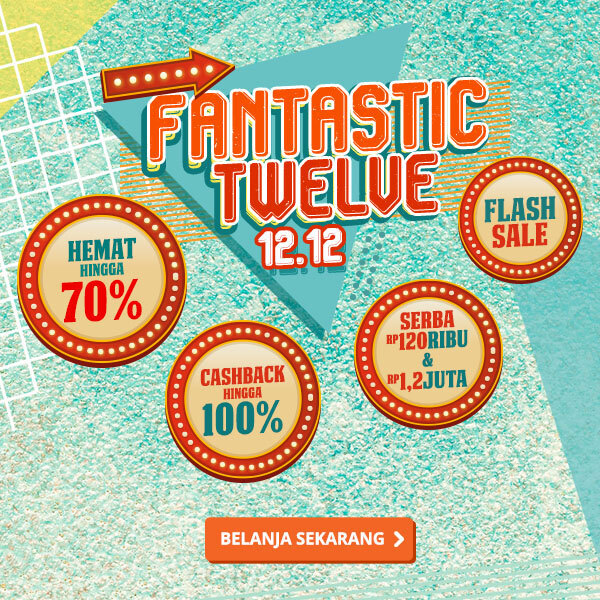 FANTASTIC
TWELVE
12.12
FLASH
SALE
HEMAT
HINGGA
70%
SERBA
RP120RIBU
&
RP1,2JUTA
CASHBACK
HINGGA
100%
BELANJA SEKARANG